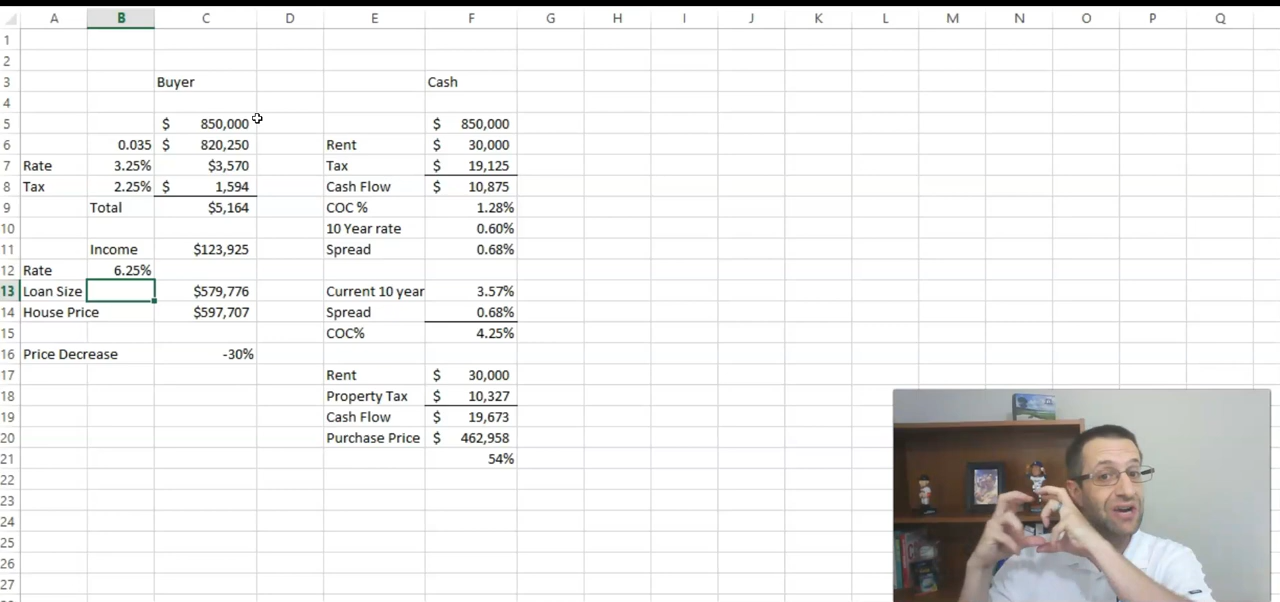 A B C D E F G H I J K L M N O P Q
1
2
3 Buyer Cash
4
5 $ 850,000 $ 850,000
6 0.035 $ 820,250 Rent $ 30,000
7 Rate 3.25% $3,570 Tax $ 19,125
8 Tax 2.25% $ 1,594 Cash Flow $ 10,875
9 Total $5,164 COC % 1.28%
10 10 Year rate 0.60%
11 Income $123,925 Spread 0.68%
12 Rate 6.25%
13 Loan Size $579,776 Current 10 year 3.57%
14 House Price $597,707 Spread 0.68%
15 COC% 4.25%
16 Price Decrease -30%
17 Rent $ 30,000
18 Property Tax $ 10,327
19 Cash Flow $ 19,673
20 Purchase Price $ 462,958
21 54%
22
23
24
25
26
27